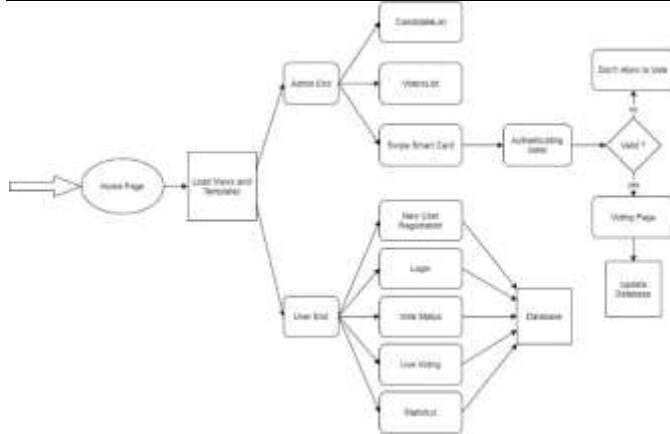 Home Page
Load Views and
Templates
Admin End
CandidateList
VotersList
Swipe Smart Card
Authenticating
Voter
Valid ?
no
Don't Allow to Vote
yes
Voting Page
Update
Database
User End
New User
Registration
Login
Vote Status
Live Voting
Statistics
Database